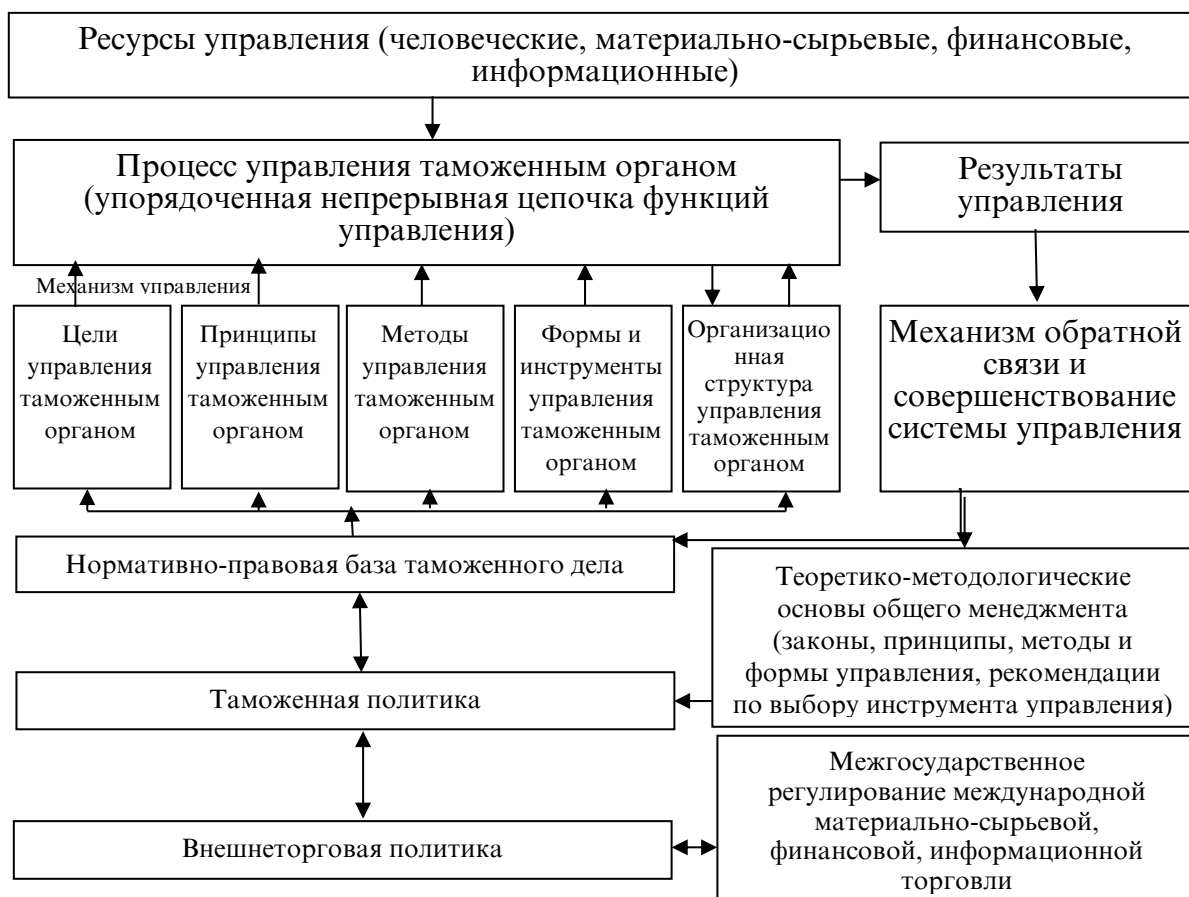 Ресурсы управления (человеческие, материально-сырьевые, финансовые,
информационные)
Процесс управления таможенным органом
(упорядоченная непрерывная цепочка функций
управления)
Результаты
управления
Механизм управления
Цели
управления
таможенным
органом
Принципы
управления
таможенным
органом
Методы
управления
таможенным
органом
Формы и
инструменты
управления
таможенным
органом
Организацио
нная
структура
управления
таможенным
органом
Механизм обратной
связи и
совершенствование
системы управления
Нормативно-правовая база таможенного дела
Теоретико-методологические
основы общего менеджмента
(законы, принципы, методы и
формы управления, рекомендации
по выбору инструмента управления)
Таможенная политика
Межгосударственное
регулирование международной
материально-сырьевой,
финансовой, информационной
торговли
Внешнеторговая политика